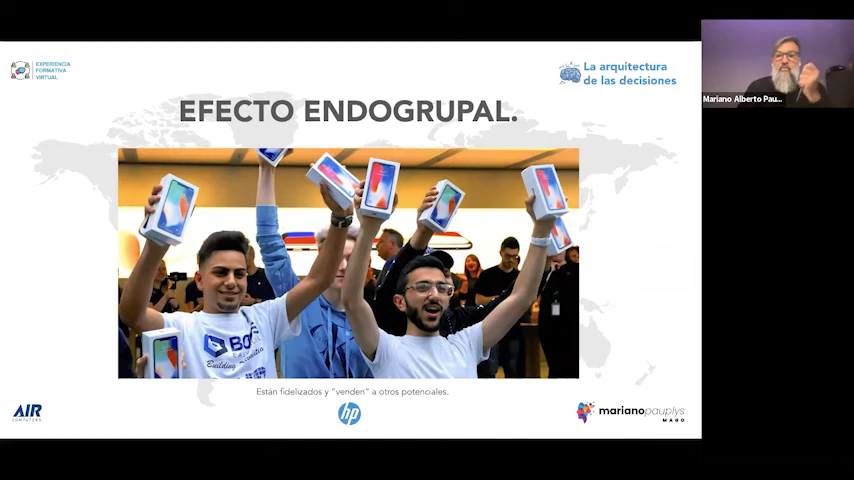 EXPERIENCIA
FORMATIVA
VIRTUAL
La arquitectura
de las decisiones
EFECTO ENDOGRUPAL.
Building
Están fidelizados y “venden” a otros potenciales.
AIR
COMPUTERS
hp
marianopauplys
MAGO
Mariano Alberto Pau...